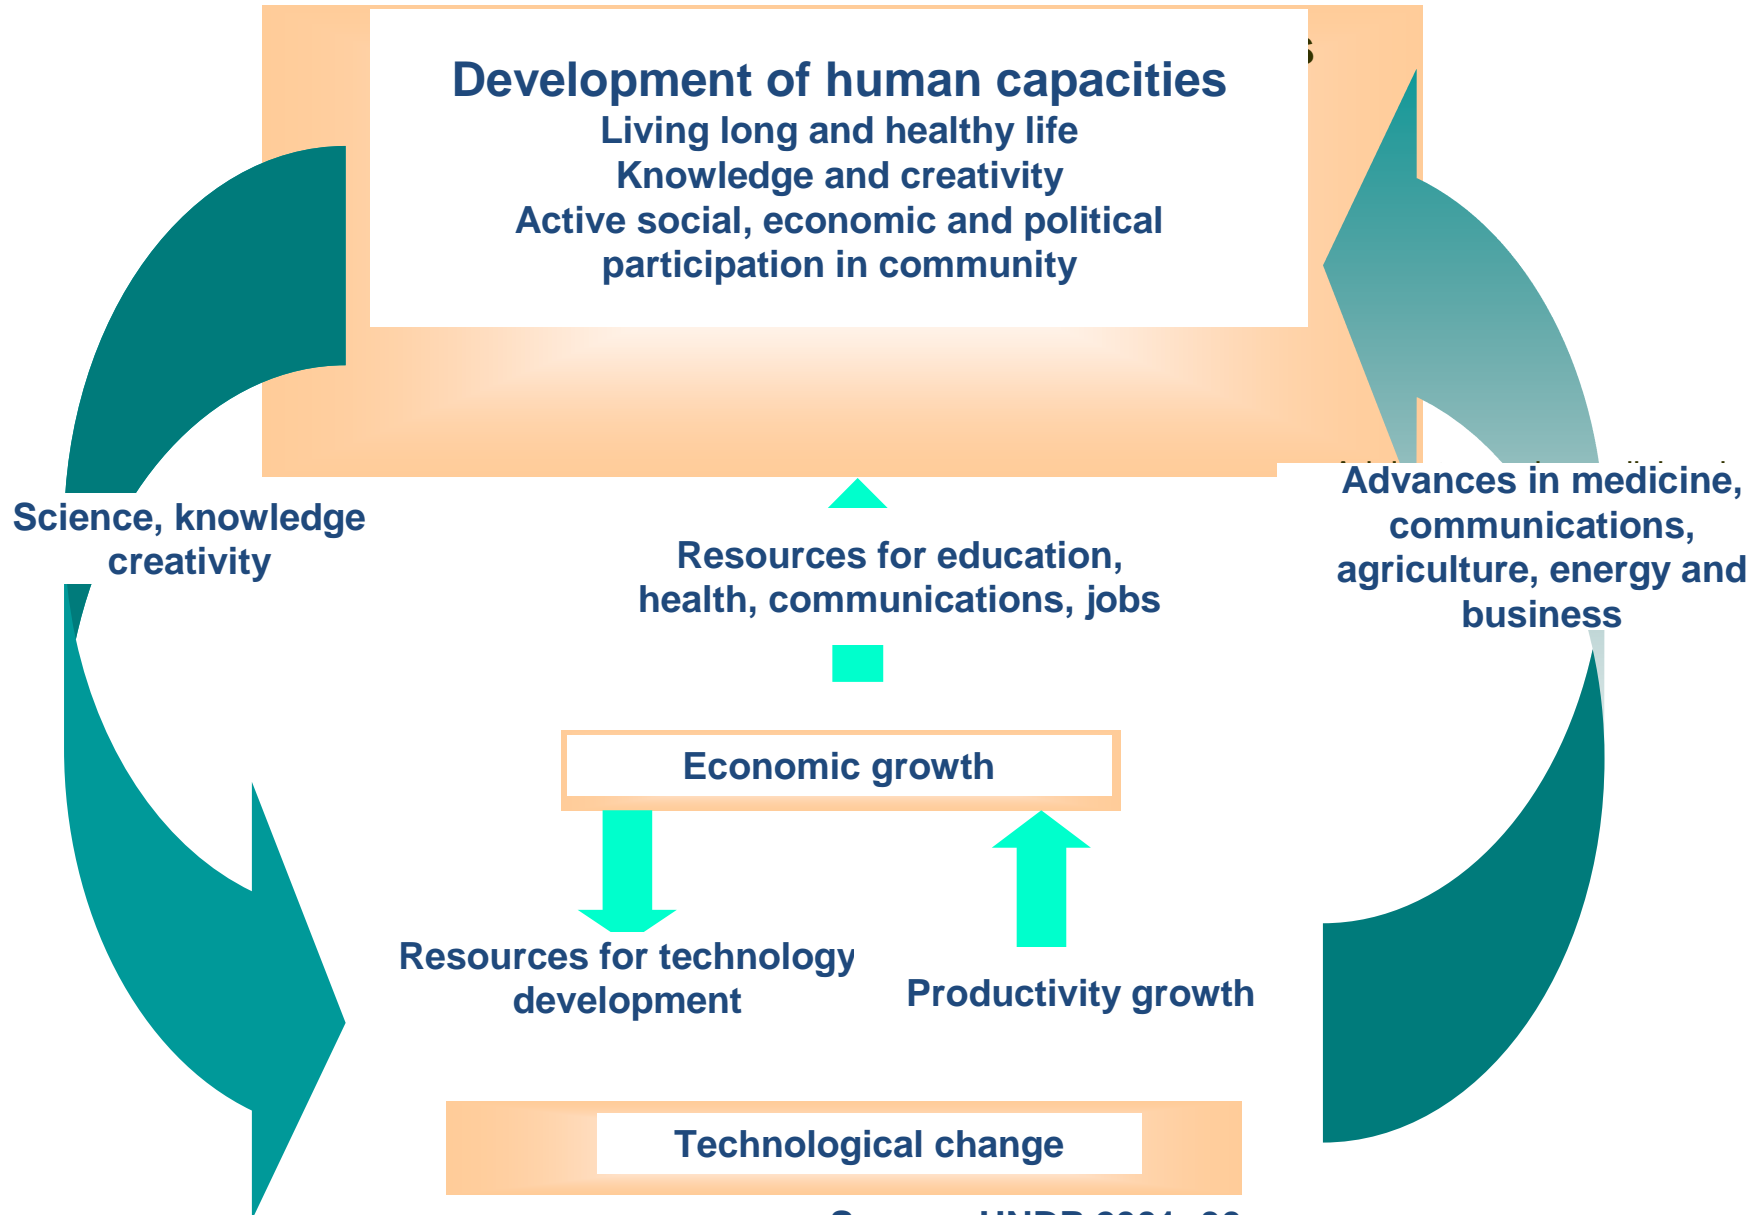 Development of human capacities
Living long and healthy life
Knowledge and creativity
Active social, economic and political
participation in community
Science, knowledge
creativity
Resources for education,
health, communications, jobs
Advances in medicine,
communications,
agriculture, energy and
business
Economic growth
Resources for technology
development
Productivity growth
Technological change